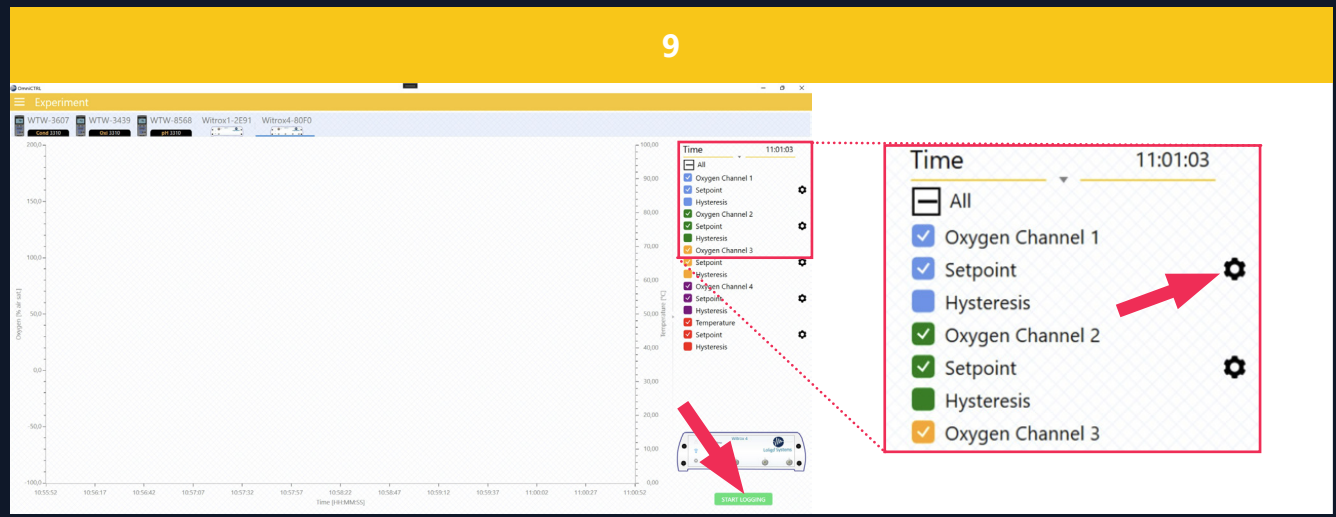 9
OmniCTRL
Experiment
WTW-3607 WTW-3439 WTW-8568 Witrox1-2E91 Witrox4-80F0
Cond 3310 Oxi 3310 pH 3310
200,0
150,0
100,0
50,0
0,0
-50,0
-100,0
Oxygen [% air sat.]
100,00
90,00
80,00
70,00
60,00
50,00
40,00
30,00
20,00
10,00
0,00
Temperature [°C]
10:55:52 10:56:17 10:56:42 10:57:07 10:57:32 10:57:57 10:58:22 10:58:47 10:59:12 10:59:37 11:00:02 11:00:27 11:00:52
Time [HH:MM:SS]
Time 11:01:03
All
Oxygen Channel 1
Setpoint
Hysteresis
Oxygen Channel 2
Setpoint
Hysteresis
Oxygen Channel 3
Setpoint
Hysteresis
Oxygen Channel 4
Setpoint
Hysteresis
Temperature
Setpoint
Hysteresis
Witrox 4
Loligo Systems
START LOGGING
Time 11:01:03
All
Oxygen Channel 1
Setpoint
Hysteresis
Oxygen Channel 2
Setpoint
Hysteresis
Oxygen Channel 3